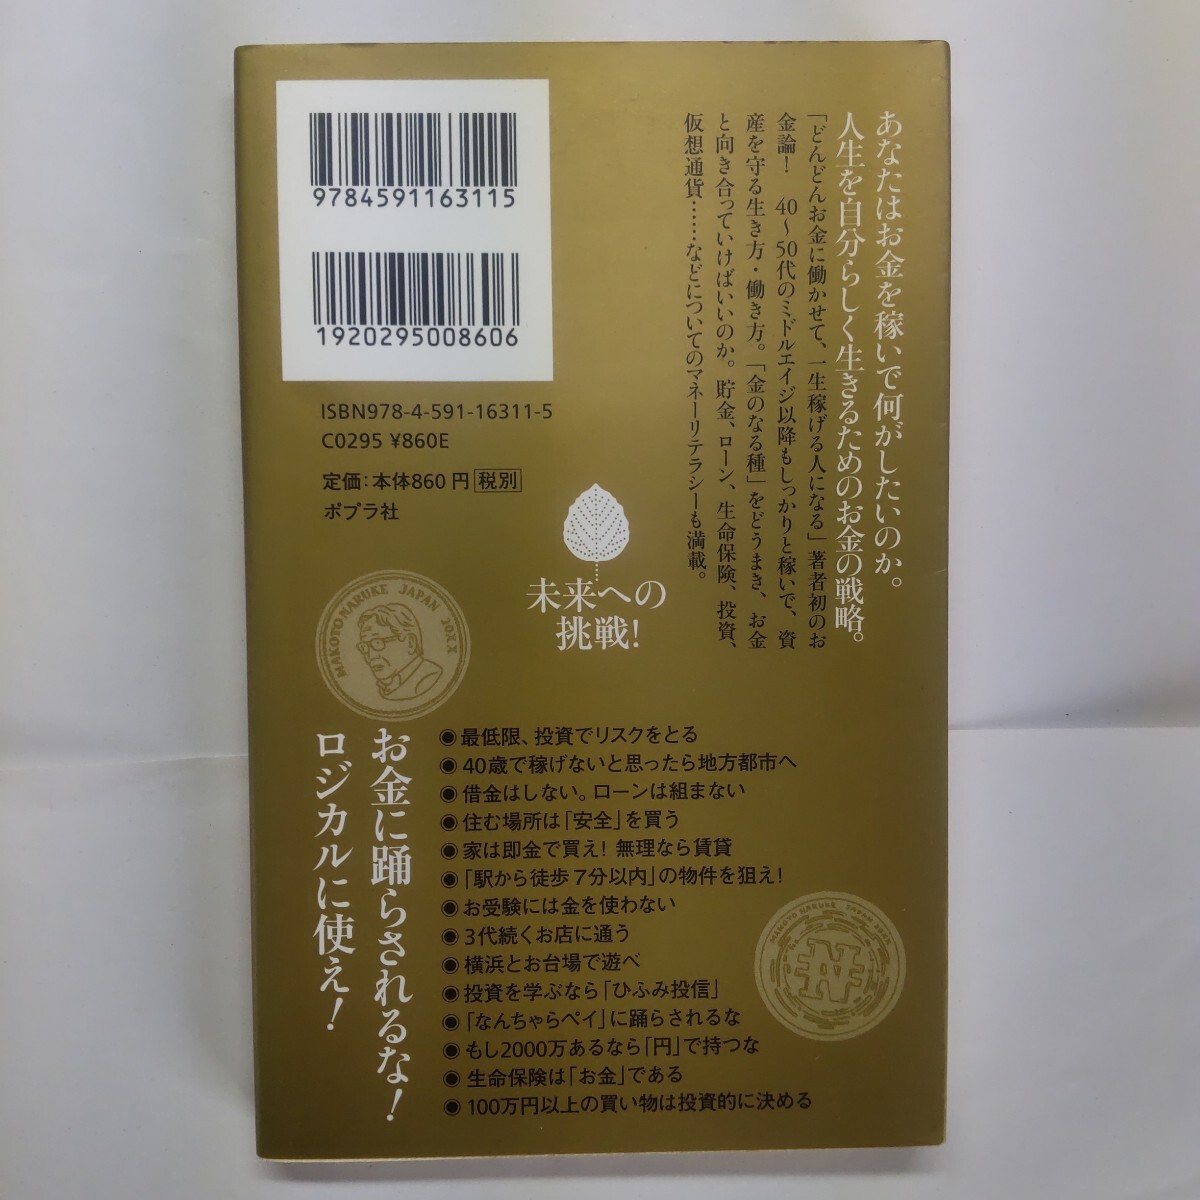 あなたはお金を稼いで何がしたいのか。
人生を自分らしく生きるためのお金の戦略。
「どんどんお金に働かせて、一生稼げる人になる」著者初のお
金論！　40〜50代のミドルエイジ以降もしっかりと稼いで、資
産を守る生き方・働き方。「金のなる種」をどうまき、お金
と向き合っていけばいいのか。貯金、ローン、生命保険、投資、
仮想通貨……などについてのマネーリテラシーも満載。
9784591163115
1920295008606
ISBN978-4-591-16311-5
C0295 ¥860E
定価：本体860円 税別
ポプラ社
未来への
挑戦！
MAKOTO NARUKE JAPAN 20XX
お金に踊らされるな！
ロジカルに使え！
◉最低限、投資でリスクをとる
◉40歳で稼げないと思ったら地方都市へ
◉借金はしない。ローンは組まない
◉住む場所は「安全」を買う
◉家は即金で買え！ 無理なら賃貸
◉「駅から徒歩7分以内」の物件を狙え！
◉お受験には金を使わない
◉3代続くお店に通う
◉横浜とお台場で遊べ
◉投資を学ぶなら「ひふみ投信」
◉「なんちゃらペイ」に踊らされるな
◉もし2000万あるなら「円」で持つな
◉生命保険は「お金」である
◉100万円以上の買い物は投資的に決める
MAKOTO NARUKE JAPAN 20XX
N